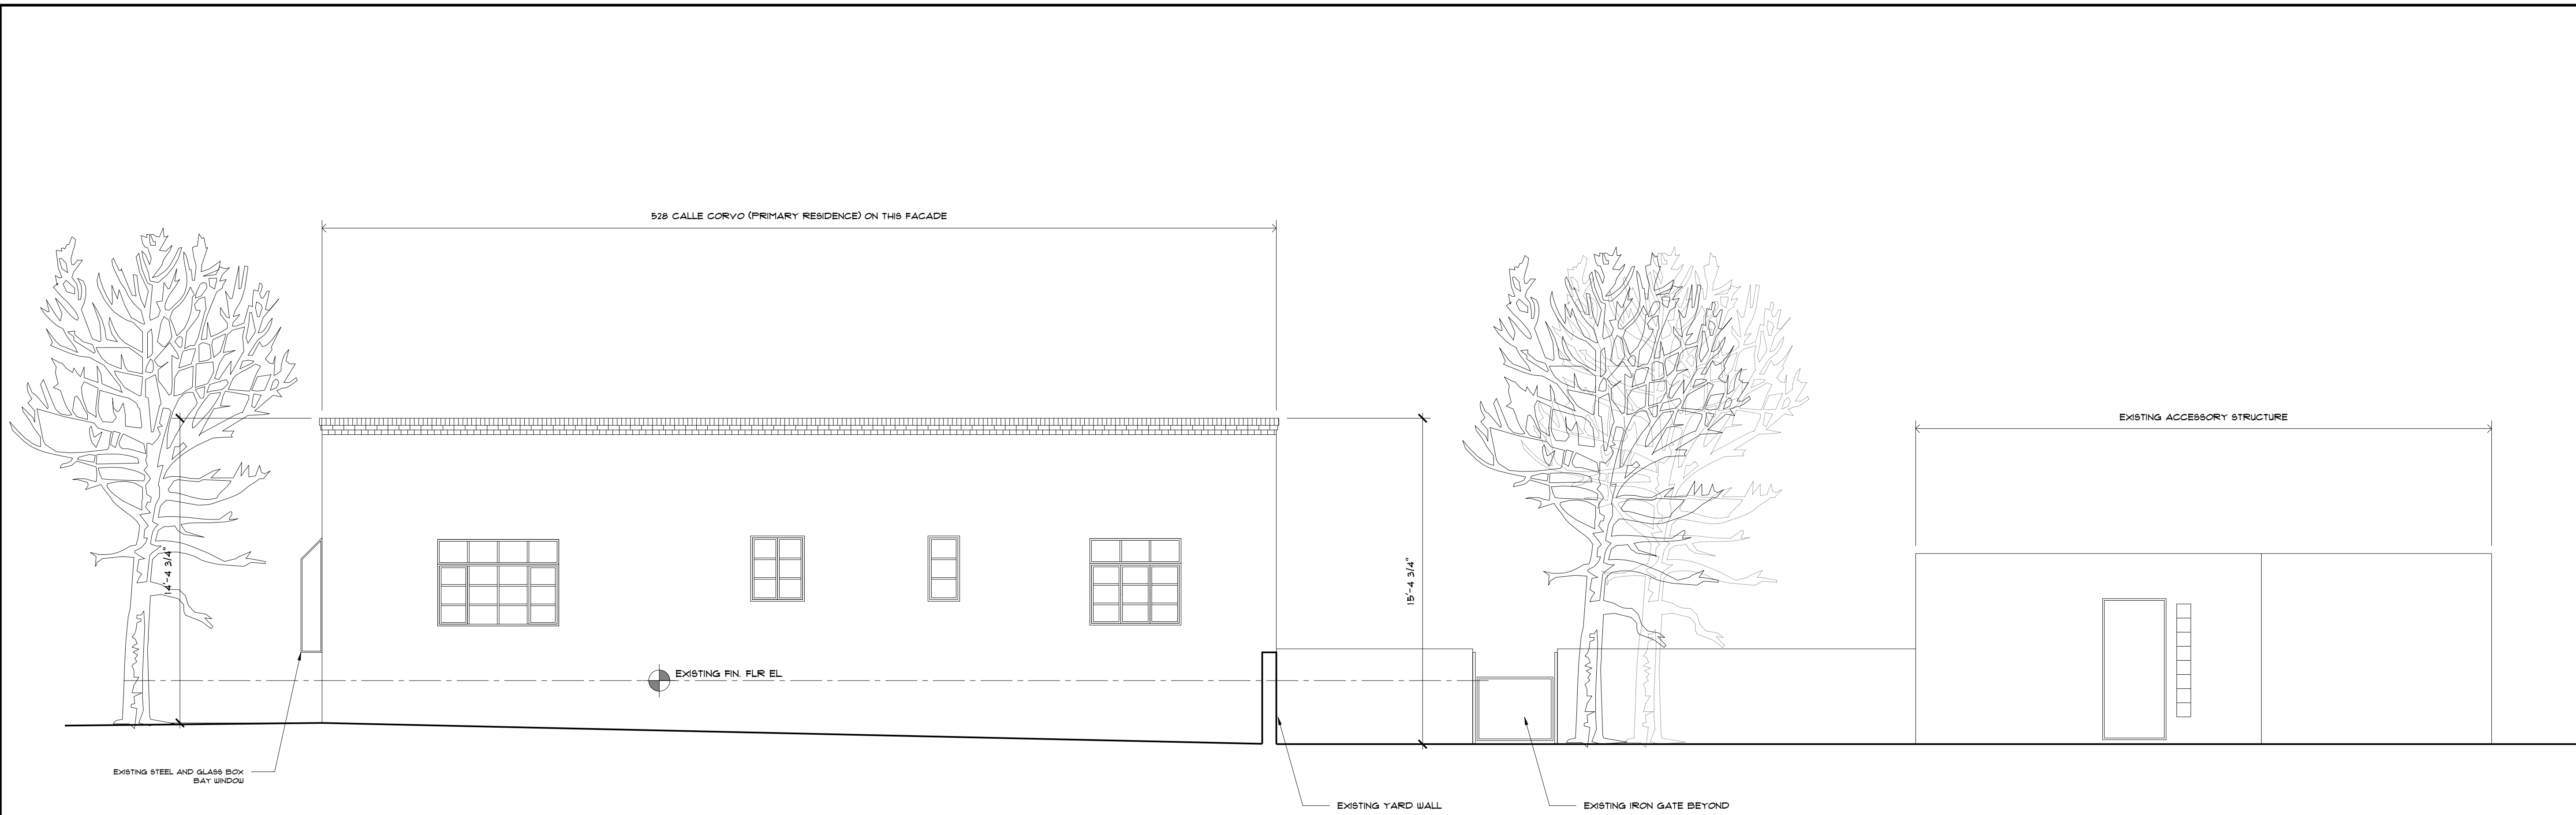 528 CALLE CORVO (PRIMARY RESIDENCE) ON THIS FACADE
EXISTING ACCESSORY STRUCTURE
14'-4 3/4"
15'-4 3/4"
EXISTING FIN. FLR EL.
EXISTING STEEL AND GLASS BOX
BAY WINDOW
EXISTING YARD WALL
EXISTING IRON GATE BEYOND